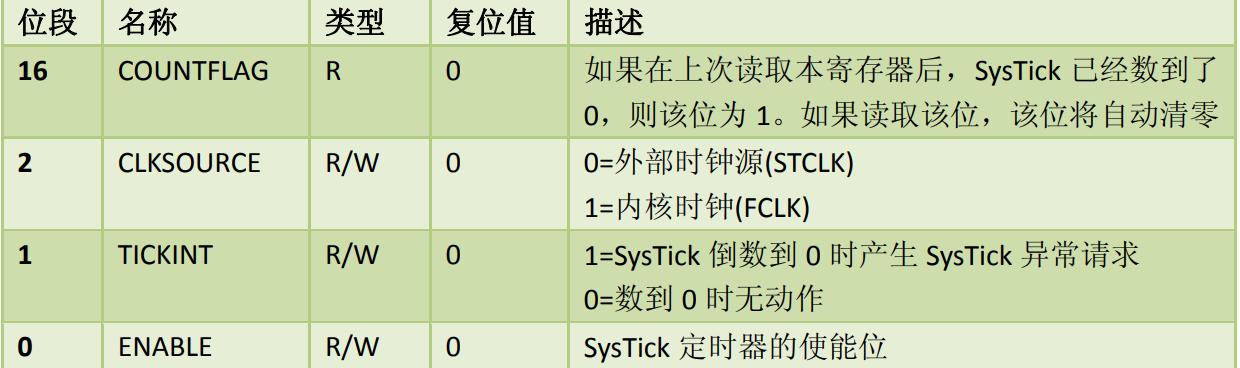 位段 名称 类型 复位值 描述
16 COUNTFLAG R 0 如果在上次读取本寄存器后，SysTick 已经数到了
0，则该位为 1。如果读取该位，该位将自动清零
2 CLKSOURCE R/W 0 0=外部时钟源(STCLK)
1=内核时钟(FCLK)
1 TICKINT R/W 0 1=SysTick 倒数到 0 时产生 SysTick 异常请求
0=数到 0 时无动作
0 ENABLE R/W 0 SysTick 定时器的使能位